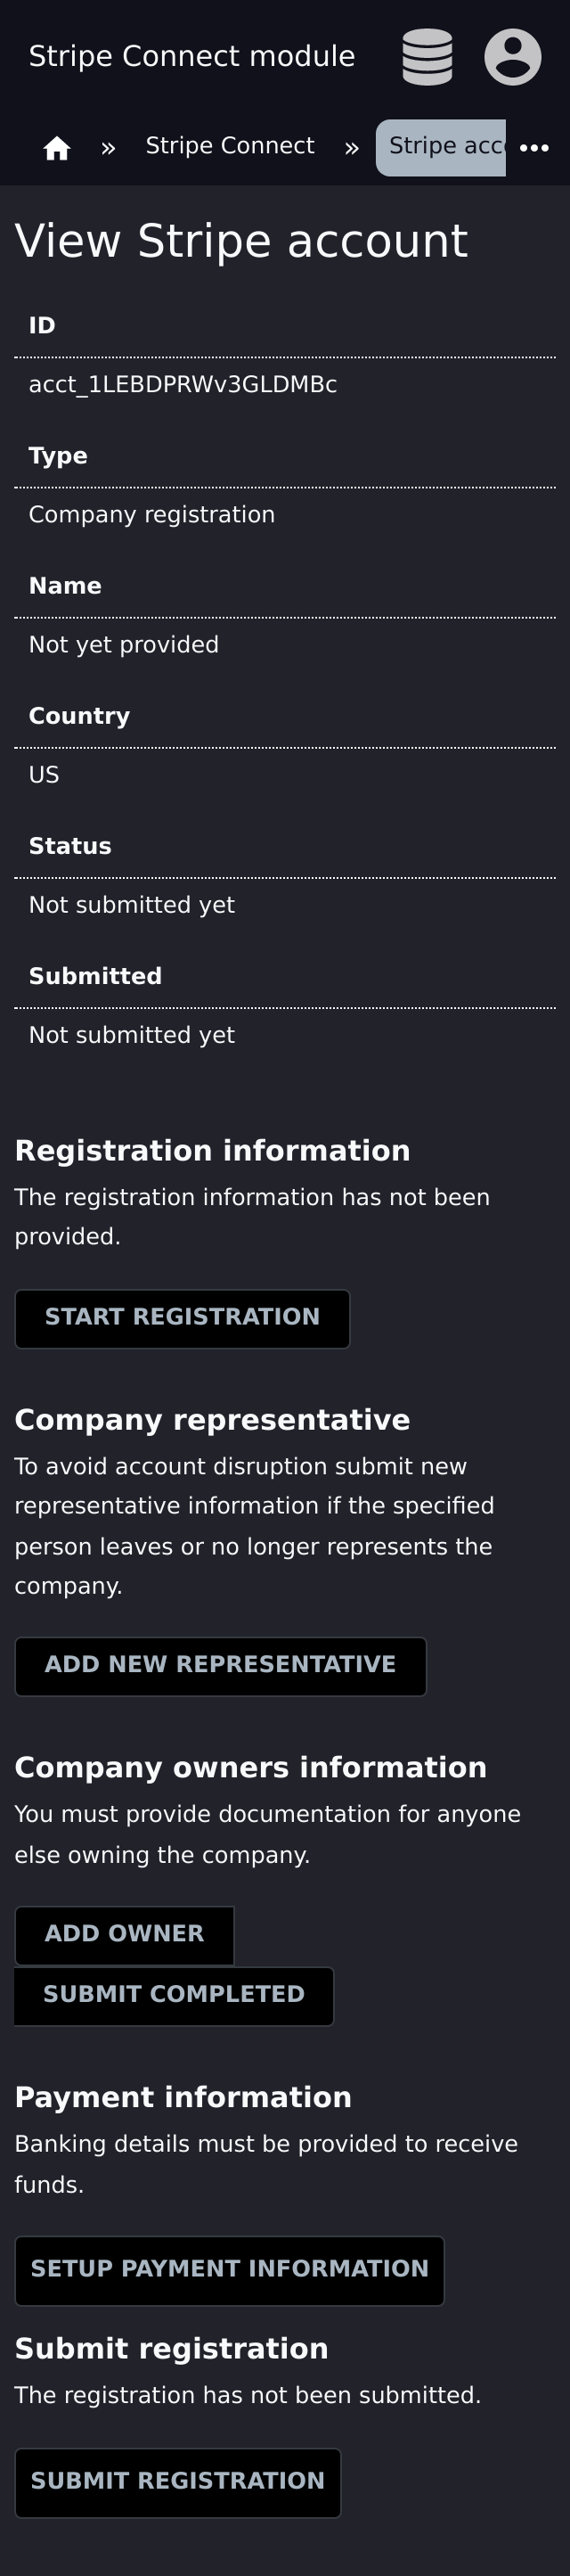 Stripe Connect module
» Stripe Connect » Stripe acc
View Stripe account
ID
acct_1LEBDPRWv3GLDMBc
Type
Company registration
Name
Not yet provided
Country
US
Status
Not submitted yet
Submitted
Not submitted yet
Registration information
The registration information has not been
provided.
START REGISTRATION
Company representative
To avoid account disruption submit new
representative information if the specified
person leaves or no longer represents the
company.
ADD NEW REPRESENTATIVE
Company owners information
You must provide documentation for anyone
else owning the company.
ADD OWNER
SUBMIT COMPLETED
Payment information
Banking details must be provided to receive
funds.
SETUP PAYMENT INFORMATION
Submit registration
The registration has not been submitted.
SUBMIT REGISTRATION